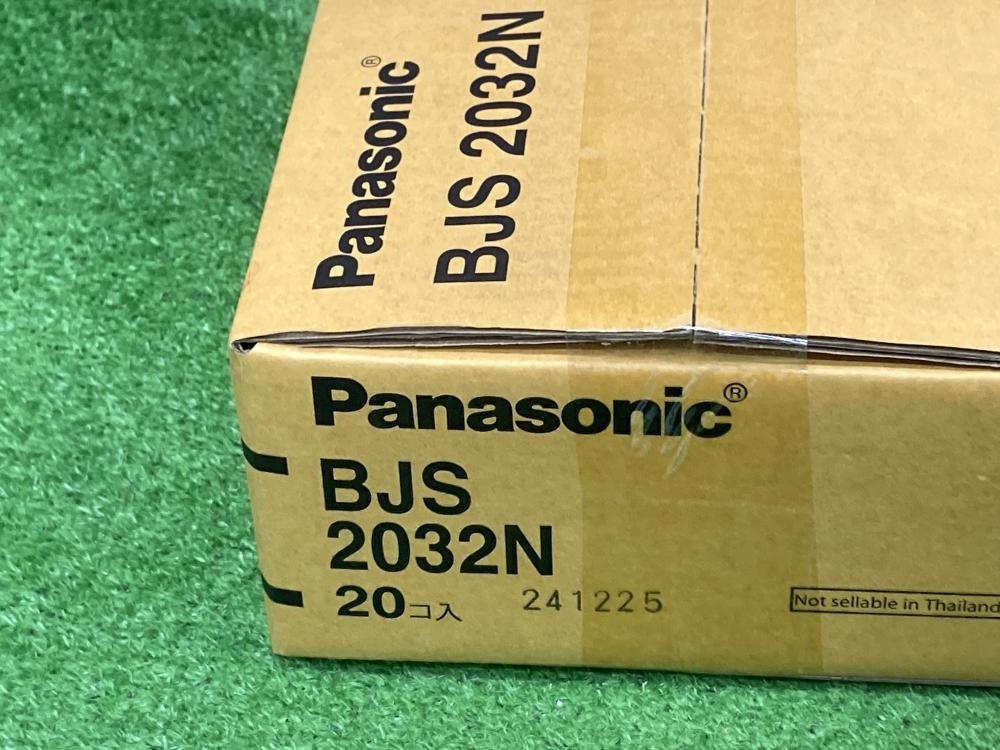 Panasonic®
BJS 2032N
Panasonic®
BJS
2032N
20コ入
241225
Not sellable in Thailand